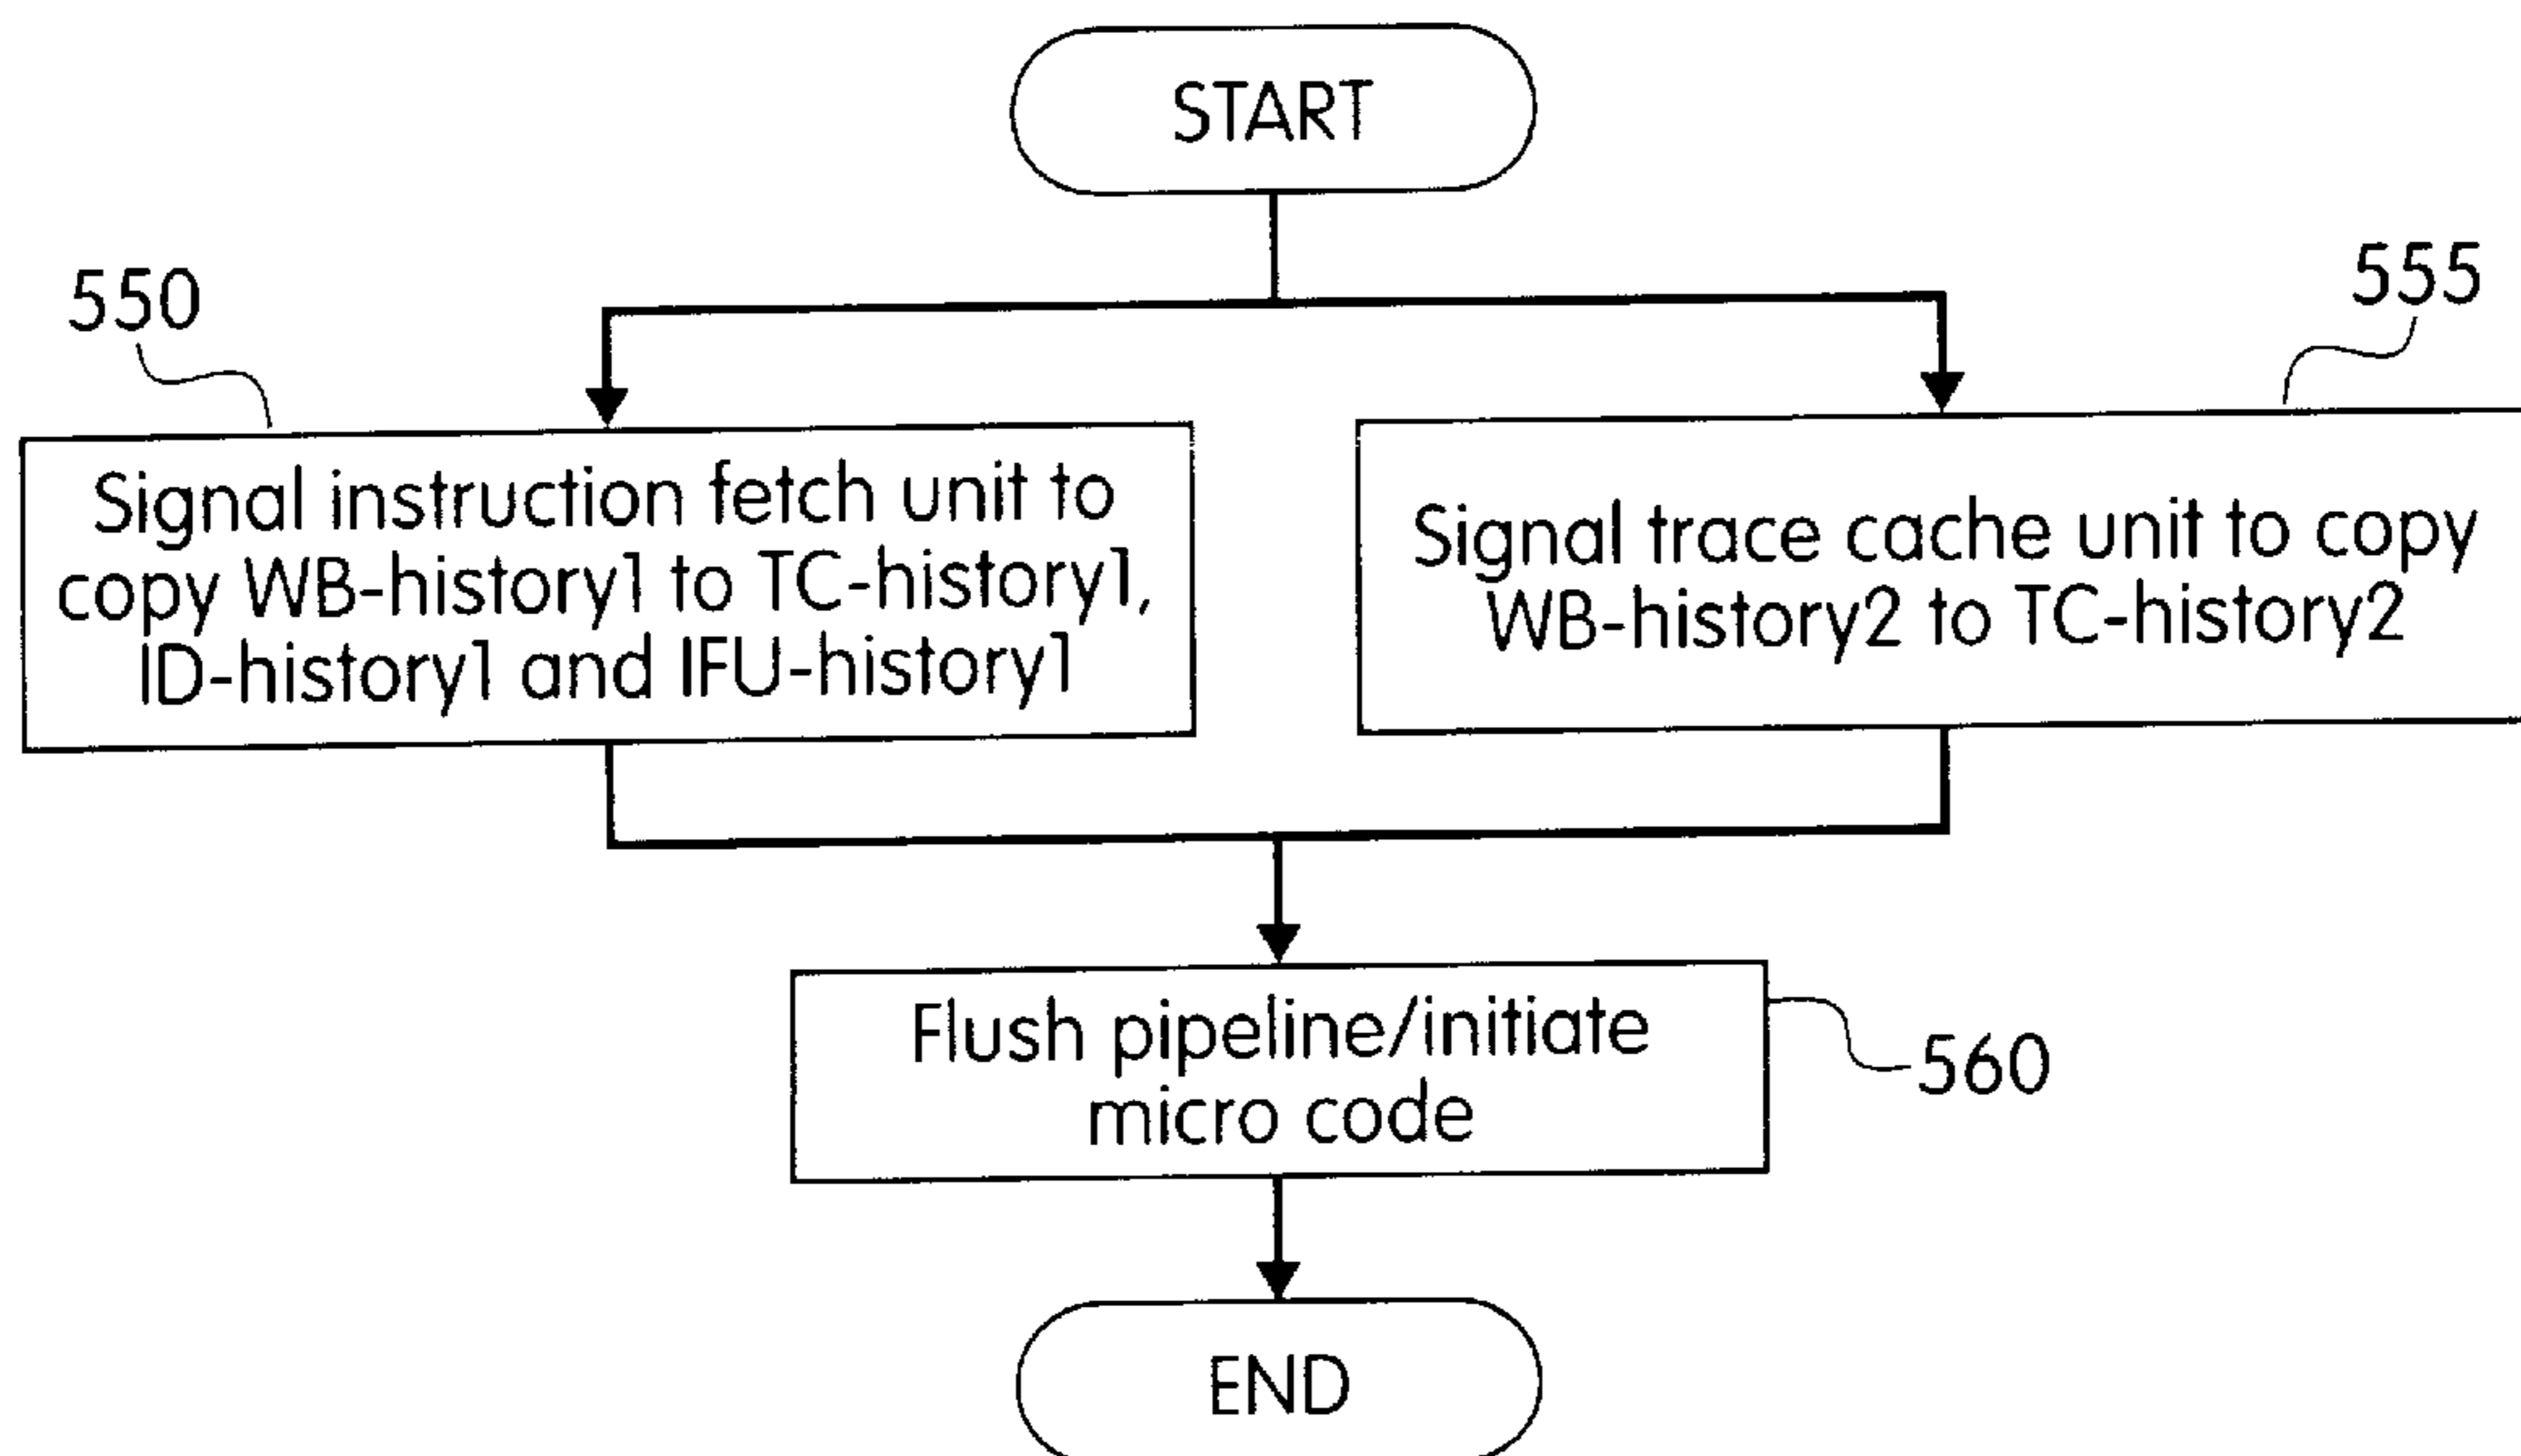 START
550
555
Signal instruction fetch unit to
copy WB-history1 to TC-history1,
ID-history1 and IFU-history1
Signal trace cache unit to copy
WB-history2 to TC-history2
Flush pipeline/initiate
micro code
560
END